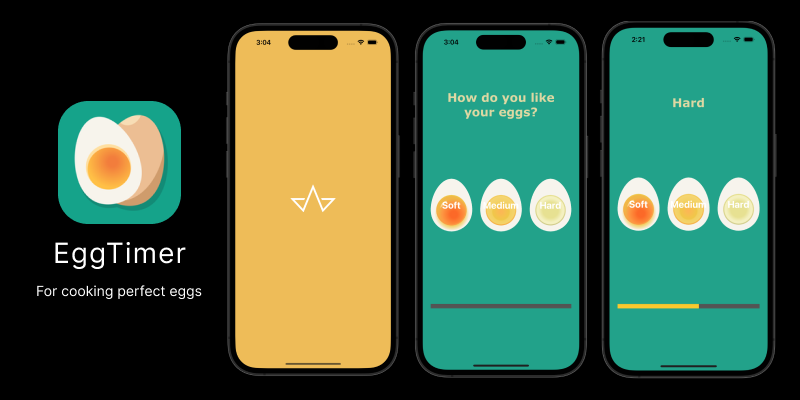 EggTimer
For cooking perfect eggs
3:04
3:04
How do you like
your eggs?
Soft
Medium
Hard
2:21
Hard
Soft
Medium
Hard